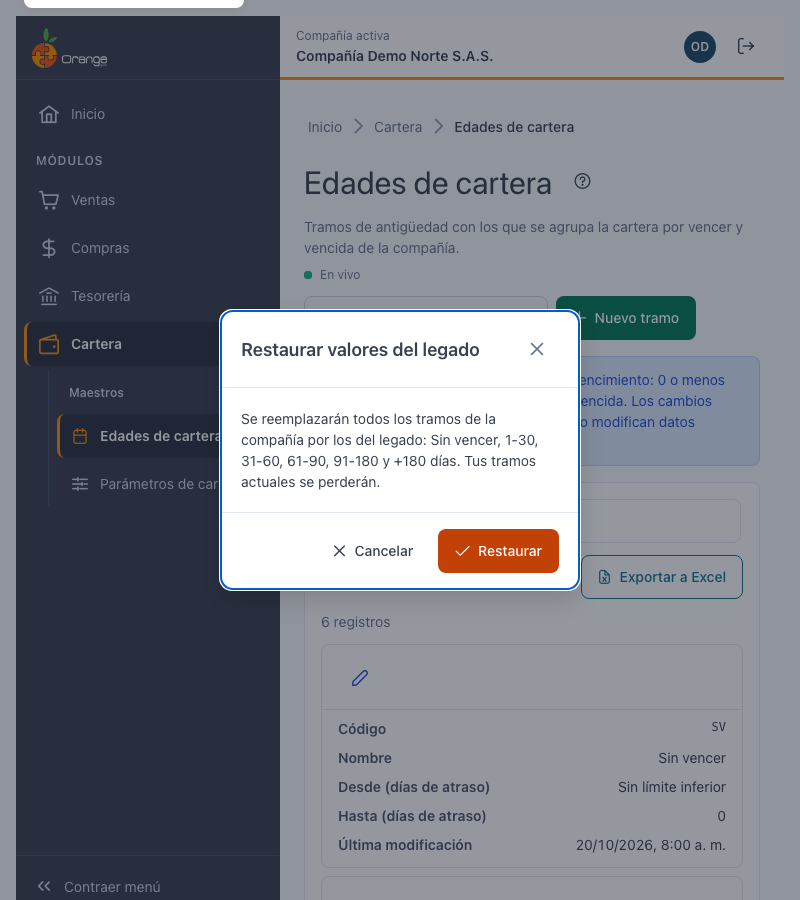 Orange
Compañía activa
Compañía Demo Norte S.A.S.
OD
Inicio
MÓDULOS
Ventas
Compras
Tesorería
Cartera
Maestros
Edades de cartera
Parámetros de car
Contraer menú
Inicio
Cartera
Edades de cartera
Edades de cartera
Tramos de antigüedad con los que se agrupa la cartera por vencer y
vencida de la compañía.
En vivo
Nuevo tramo
encimiento: 0 o menos
encida. Los cambios
o modifican datos
Restaurar valores del legado
Se reemplazarán todos los tramos de la
compañía por los del legado: Sin vencer, 1-30,
31-60, 61-90, 91-180 y +180 días. Tus tramos
actuales se perderán.
Cancelar
Restaurar
Exportar a Excel
6 registros
Código SV
Nombre Sin vencer
Desde (días de atraso) Sin límite inferior
Hasta (días de atraso) 0
Última modificación 20/10/2026, 8:00 a. m.